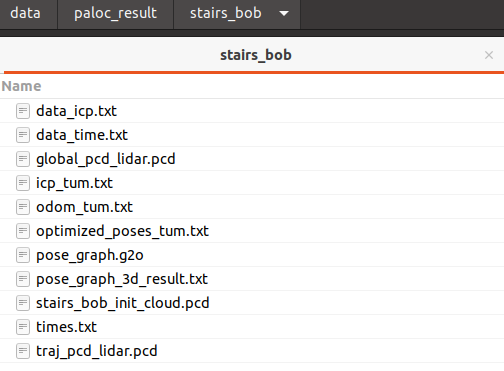 data paloc_result stairs_bob
stairs_bob
Name
data_icp.txt
data_time.txt
global_pcd_lidar.pcd
icp_tum.txt
odom_tum.txt
optimized_poses_tum.txt
pose_graph.g2o
pose_graph_3d_result.txt
stairs_bob_init_cloud.pcd
times.txt
traj_pcd_lidar.pcd